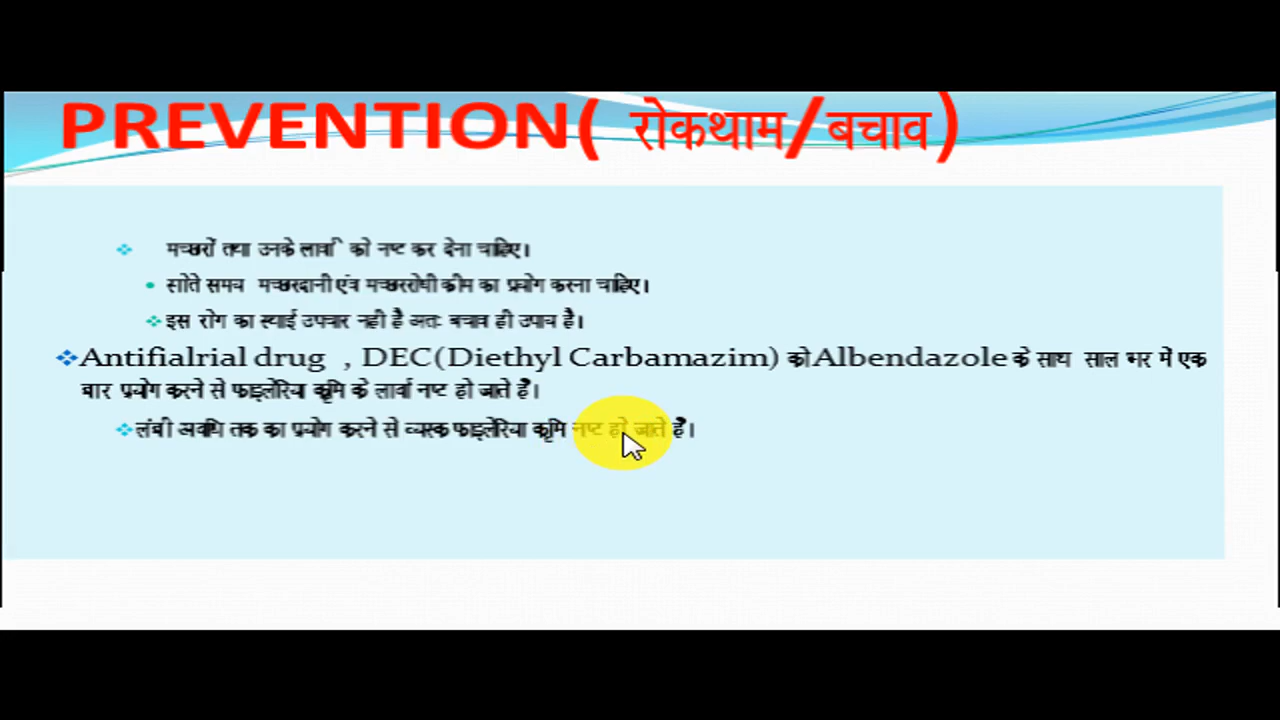 PREVENTION( रोकथाम/बचाव)
मच्छरों तथा उनके लार्वा को नष्ट कर देना चाहिए।
सोते समय मच्छरदानी एंव मच्छररोधी क्रीम का प्रयोग करना चाहिए।
इस रोग का स्थाई उपचार नही है अतः बचाव ही उपाय है।
Antifialrial drug , DEC(Diethyl Carbamazim) को Albendazole के साथ साल भर में एक
बार प्रयोग करने से फाइलेरिया कृमि के लार्वा नष्ट हो जाते हैं।
लंबी अवधि तक का प्रयोग करने से व्यस्क फाइलेरिया कृमि नष्ट हो जाते हैं।